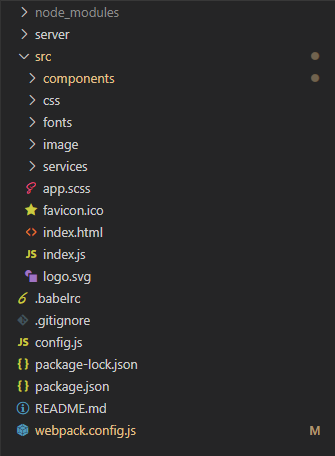 node_modules
server
src
components
css
fonts
image
services
app.scss
favicon.ico
index.html
JS index.js
logo.svg
.babelrc
.gitignore
JS config.js
{ } package-lock.json
{ } package.json
README.md
webpack.config.js M